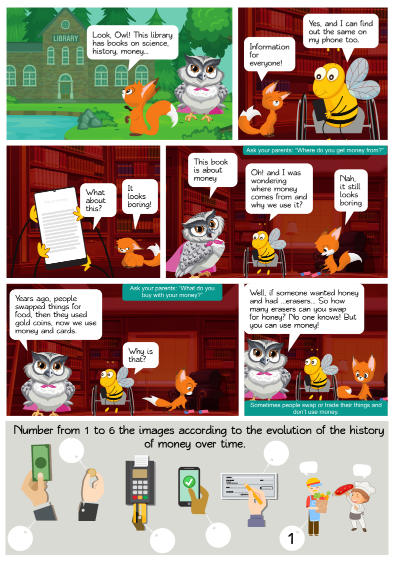 LIBRARY
Look, Owl! This library
has books on science,
history, money...
Information
for
everyone!
Yes, and I can find
out the same on
my phone too.
What
about
this?
It
looks
boring!
Ask your parents: "Where do you get money from?"
This book
is about
money
Oh! and I was
wondering
where money
comes from and
why we use it?
Nah,
it still
looks
boring
Years ago, people
swapped things for
food, then they used
gold coins, now we use
money and cards.
Ask your parents: "What do you
buy with your money?"
Why is
that?
Well, if someone wanted honey
and had ...erasers... So how
many erasers can you swap
for honey? No one knows! But
you can use money!
Sometimes people swap or trade their things and
don't use money.
Number from 1 to 6 the images according to the evolution of the history
of money over time.
1